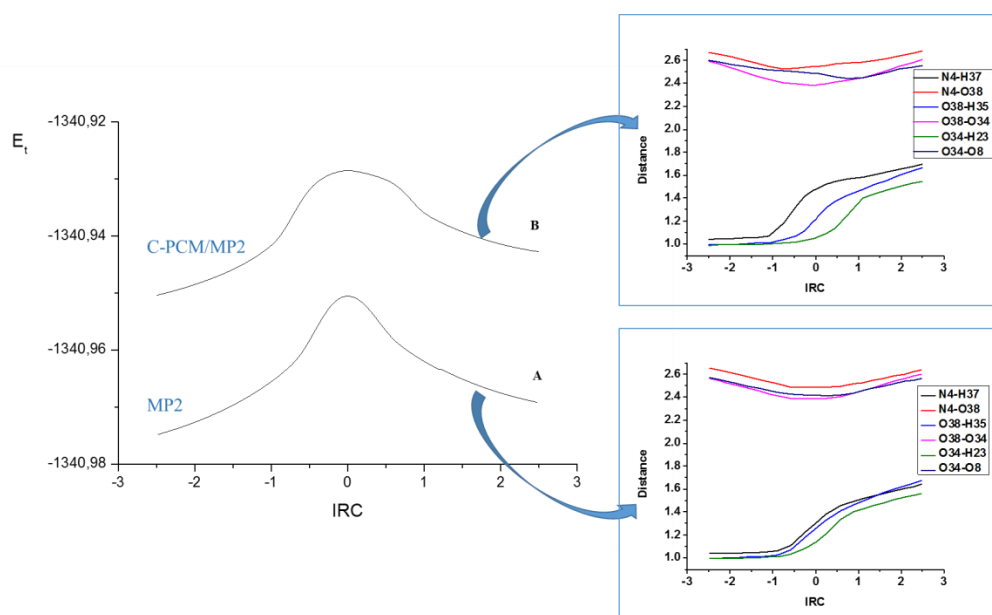 -1340,92
E_t
-1340,94
C-PCM/MP2
B
-1340,96
A
MP2
-1340,98
-3 -2 -1 0 1 2 3
IRC
2.6
2.4
2.2
2.0
1.8
1.6
1.4
1.2
1.0
Distance
N4-H37
N4-O38
O38-H35
O38-O34
O34-H23
O34-O8
-3 -2 -1 0 1 2 3
IRC
2.6
2.4
2.2
2.0
1.8
1.6
1.4
1.2
1.0
Distance
N4-H37
N4-O38
O38-H35
O38-O34
O34-H23
O34-O8
-3 -2 -1 0 1 2 3
IRC